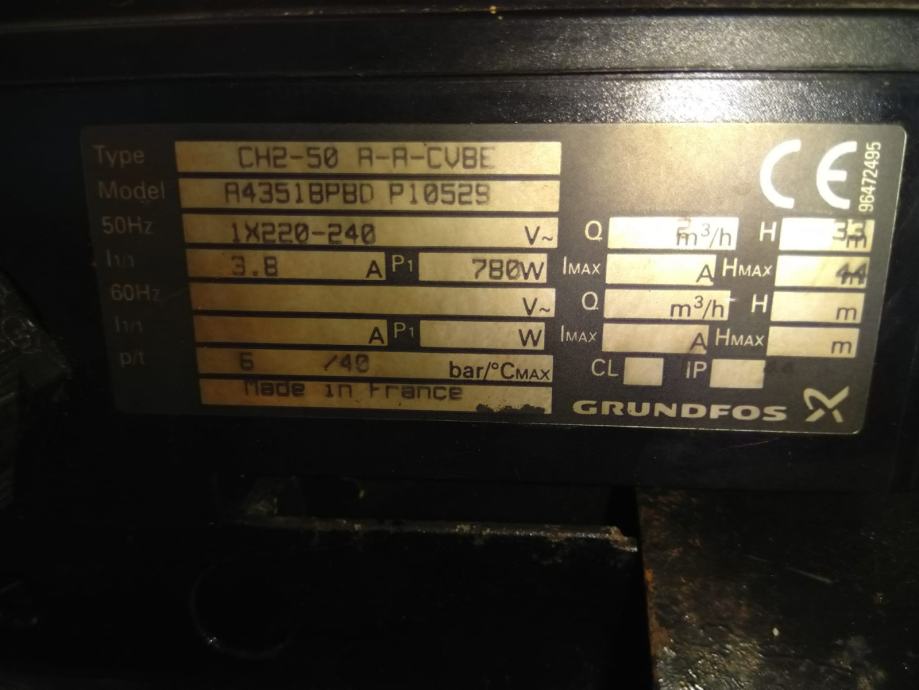 Type CH2-50 A-A-CVBE
Model A4351BPBD P10529
50Hz 1X220-240 V~ Q m³/h H 33 m
I1/1 3.8 A P1 780W IMAX A HMAX 44 m
60Hz V~ Q m³/h H m
I1/1 A P1 W IMAX A HMAX m
p/t 6 /40 bar/°CMAX CL IP
Made in France GRUNDFOS
CE
96472495